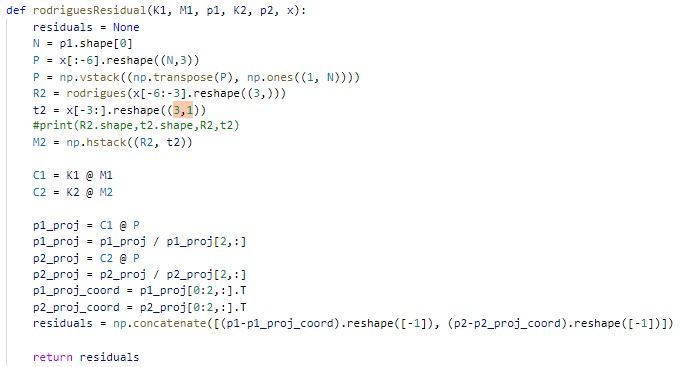 def rodriguesResidual(K1, M1, p1, K2, p2, x):
    residuals = None
    N = p1.shape[0]
    P = x[:-6].reshape((N,3))
    P = np.vstack((np.transpose(P), np.ones((1, N))))
    R2 = rodrigues(x[-6:-3].reshape((3,)))
    t2 = x[-3:].reshape((3,1))
    #print(R2.shape,t2.shape,R2,t2)
    M2 = np.hstack((R2, t2))

    C1 = K1 @ M1
    C2 = K2 @ M2

    p1_proj = C1 @ P
    p1_proj = p1_proj / p1_proj[2,:]
    p2_proj = C2 @ P
    p2_proj = p2_proj / p2_proj[2,:]
    p1_proj_coord = p1_proj[0:2,:].T
    p2_proj_coord = p2_proj[0:2,:].T
    residuals = np.concatenate([(p1-p1_proj_coord).reshape([-1]), (p2-p2_proj_coord).reshape([-1])])

    return residuals